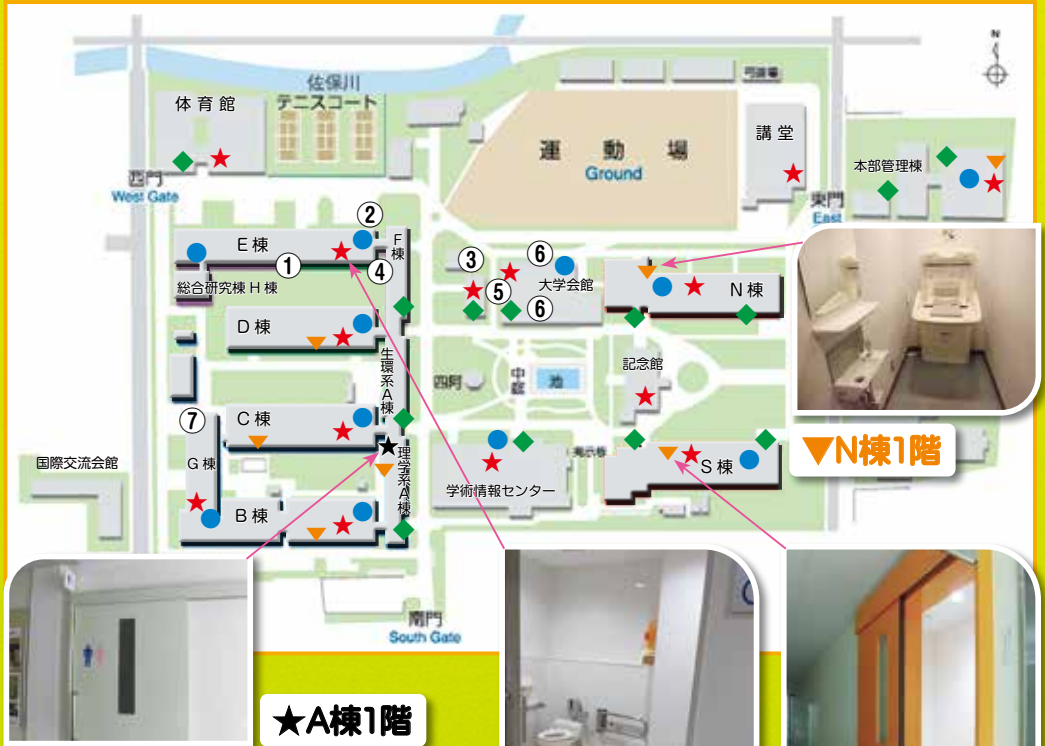 N
佐保川
テニスコート
弓道場
体育館
運動場
Ground
講堂
本部管理棟
西門
West Gate
東門
East
②
F棟
E棟
①
④
③
⑥
大学会館
⑤
⑥
N棟
総合研究棟H棟
D棟
生環系A棟
四阿
中庭
池
記念館
⑦
C棟
▼N棟1階
掲示板
国際交流会館
G棟
理学系A棟
S棟
学術情報センター
B棟
南門
South Gate
★A棟1階